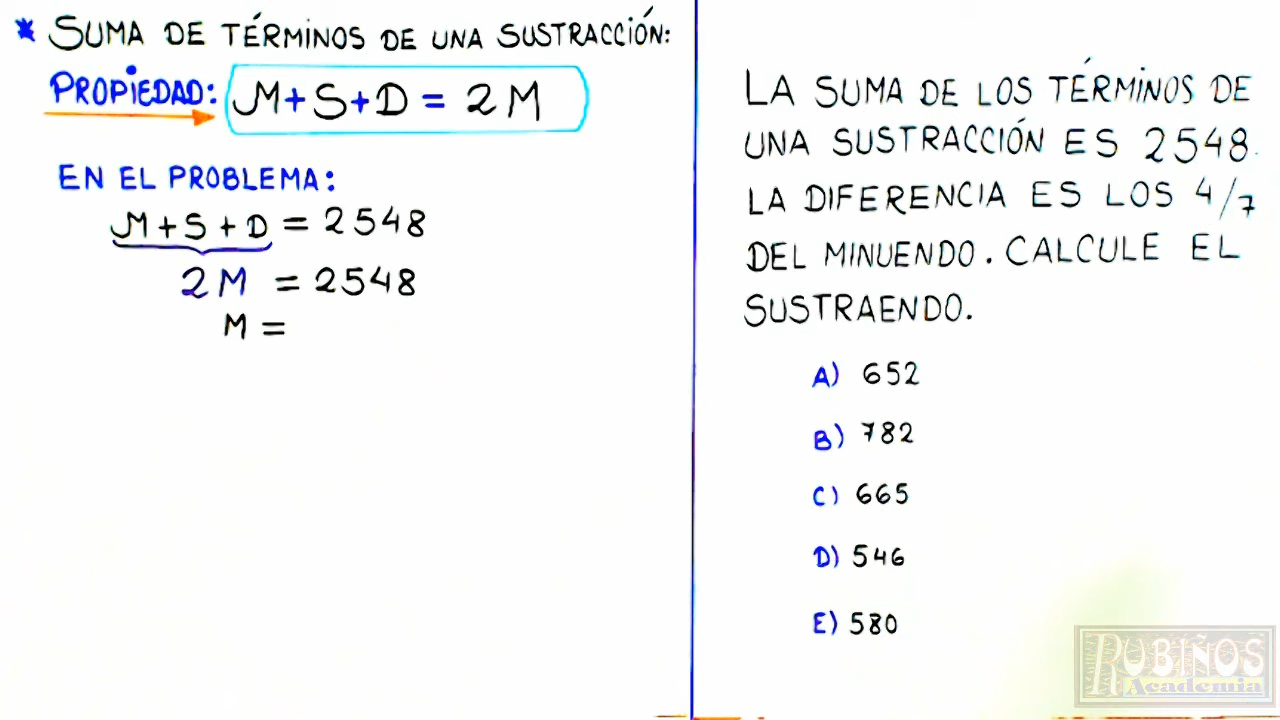 * SUMA DE TÉRMINOS DE UNA SUSTRACCIÓN:
PROPIEDAD: M+S+D = 2M
EN EL PROBLEMA:
M+S+D = 2548
2M = 2548
M =
LA SUMA DE LOS TÉRMINOS DE
UNA SUSTRACCIÓN ES 2548.
LA DIFERENCIA ES LOS 4/7
DEL MINUENDO. CALCULE EL
SUSTRAENDO.
A) 652
B) 782
C) 665
D) 546
E) 580
RUBIÑOS
Academia